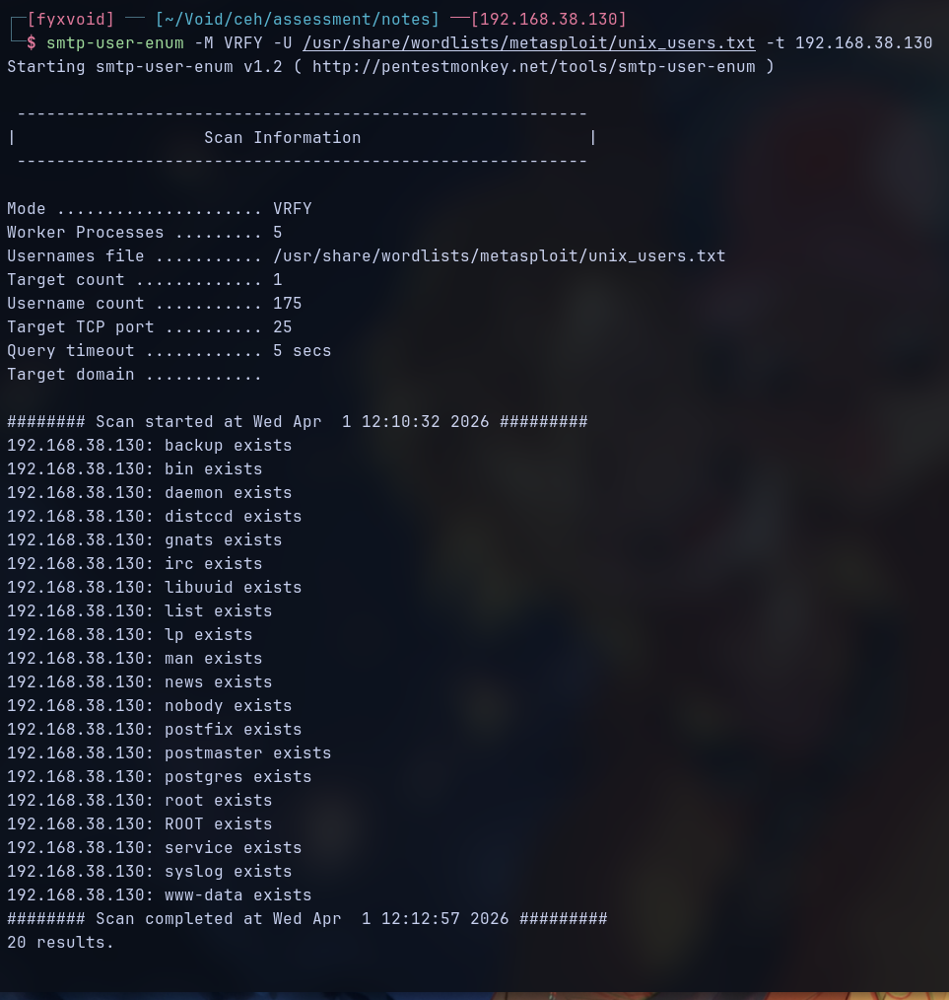 ┌─[fyxvoid] ── [~/Void/ceh/assessment/notes] ──[192.168.38.130]
└─$ smtp-user-enum -M VRFY -U /usr/share/wordlists/metasploit/unix_users.txt -t 192.168.38.130
Starting smtp-user-enum v1.2 ( http://pentestmonkey.net/tools/smtp-user-enum )

 ----------------------------------------------------------
|                   Scan Information                       |
 ----------------------------------------------------------

Mode ..................... VRFY
Worker Processes ......... 5
Usernames file ........... /usr/share/wordlists/metasploit/unix_users.txt
Target count ............. 1
Username count ........... 175
Target TCP port .......... 25
Query timeout ............ 5 secs
Target domain ............

######## Scan started at Wed Apr  1 12:10:32 2026 #########
192.168.38.130: backup exists
192.168.38.130: bin exists
192.168.38.130: daemon exists
192.168.38.130: distccd exists
192.168.38.130: gnats exists
192.168.38.130: irc exists
192.168.38.130: libuuid exists
192.168.38.130: list exists
192.168.38.130: lp exists
192.168.38.130: man exists
192.168.38.130: news exists
192.168.38.130: nobody exists
192.168.38.130: postfix exists
192.168.38.130: postmaster exists
192.168.38.130: postgres exists
192.168.38.130: root exists
192.168.38.130: ROOT exists
192.168.38.130: service exists
192.168.38.130: syslog exists
192.168.38.130: www-data exists
######## Scan completed at Wed Apr  1 12:12:57 2026 #########
20 results.